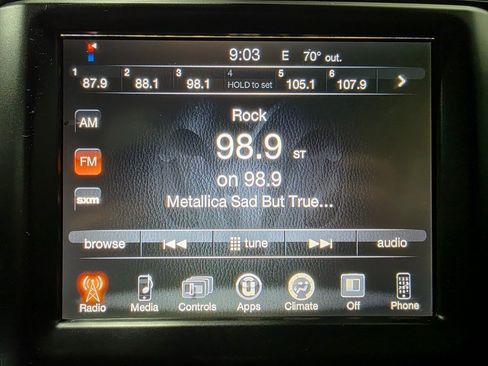 9:03 E 70° out.
1 87.9 2 88.1 3 98.1 4 HOLD to set 5 105.1 6 107.9
AM
Rock
98.9 ST
FM
on 98.9
sxm
Metallica Sad But True...
browse tune audio
Radio Media Controls Apps Climate Off Phone